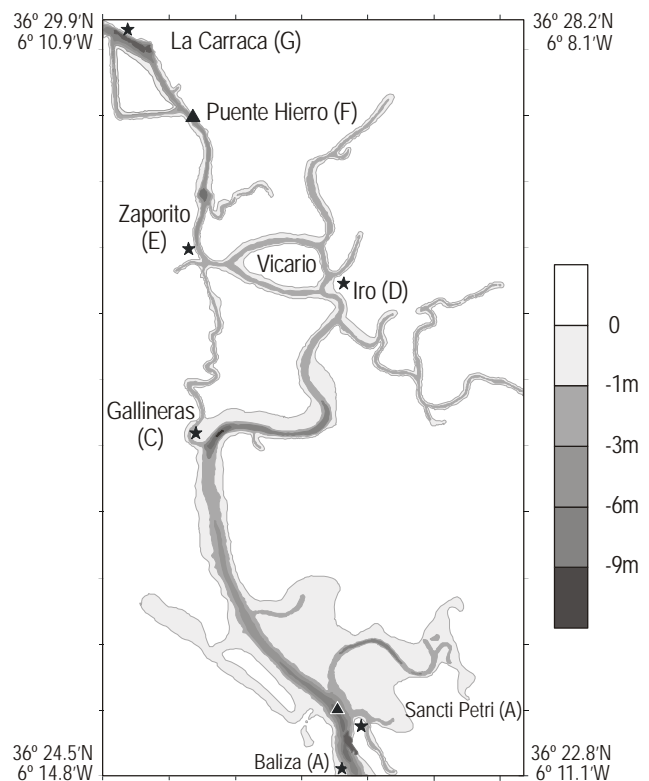 36º 29.9'N
6º 10.9'W
36º 28.2'N
6º 8.1'W
La Carraca (G)
Puente Hierro (F)
Zaporito
(E)
Vicario
Iro (D)
0
-1m
Gallineras
(C)
-3m
-6m
-9m
Sancti Petri (A)
Baliza (A)
36º 24.5'N
6º 14.8'W
36º 22.8'N
6º 11.1'W